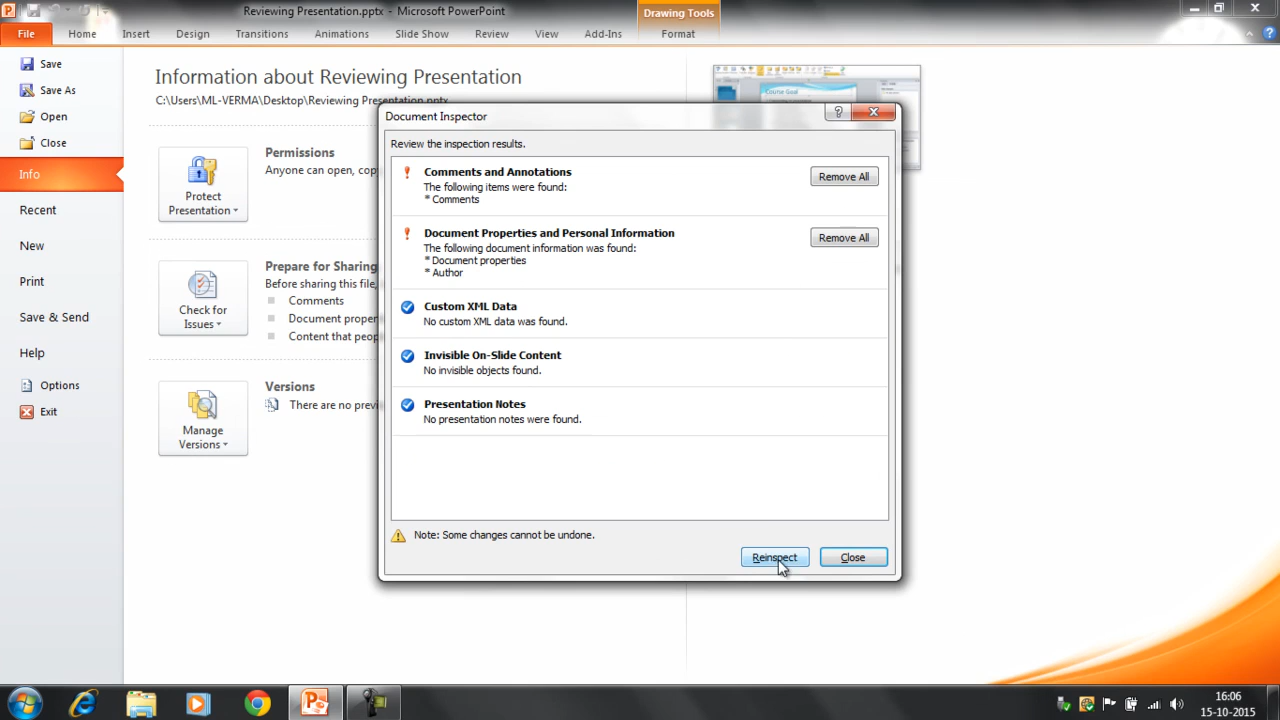 Reviewing Presentation.pptx - Microsoft PowerPoint
Drawing Tools
File
Home
Insert
Design
Transitions
Animations
Slide Show
Review
View
Add-Ins
Format
Save
Save As
Open
Close
Info
Recent
New
Print
Save & Send
Help
Options
Exit
Information about Reviewing Presentation
C:\Users\ML-VERMA\Desktop\Reviewing Presentation.pptx
Protect
Presentation
Permissions
Anyone can open, cop
Check for
Issues
Prepare for Sharing
Before sharing this file,
Comments
Document proper
Content that peop
Manage
Versions
Versions
There are no previ
Course Goal
Document Inspector
Review the inspection results.
Comments and Annotations
The following items were found:
* Comments
Remove All
Document Properties and Personal Information
The following document information was found:
* Document properties
* Author
Remove All
Custom XML Data
No custom XML data was found.
Invisible On-Slide Content
No invisible objects found.
Presentation Notes
No presentation notes were found.
Note: Some changes cannot be undone.
Reinspect
Close
16:06
15-10-2015